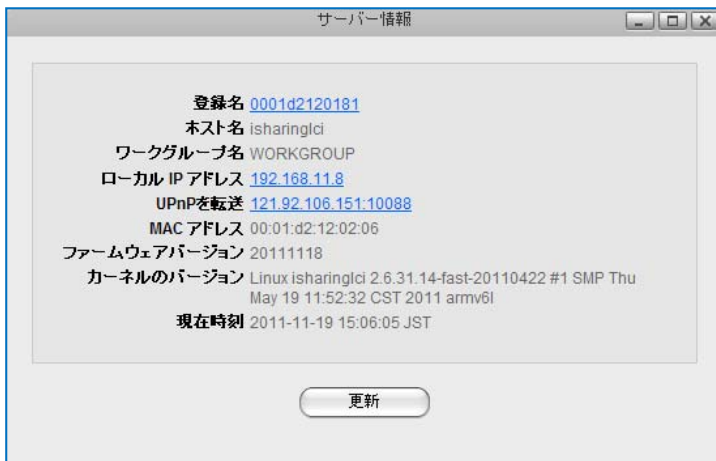 サーバー情報
登録名 0001d2120181
ホスト名 isharinglci
ワークグループ名 WORKGROUP
ローカル IP アドレス 192.168.11.8
UPnPを転送 121.92.106.151:10088
MAC アドレス 00:01:d2:12:02:06
ファームウェアバージョン 20111118
カーネルのバージョン Linux isharinglci 2.6.31.14-fast-20110422 #1 SMP Thu
May 19 11:52:32 CST 2011 armv6l
現在時刻 2011-11-19 15:06:05 JST
更新